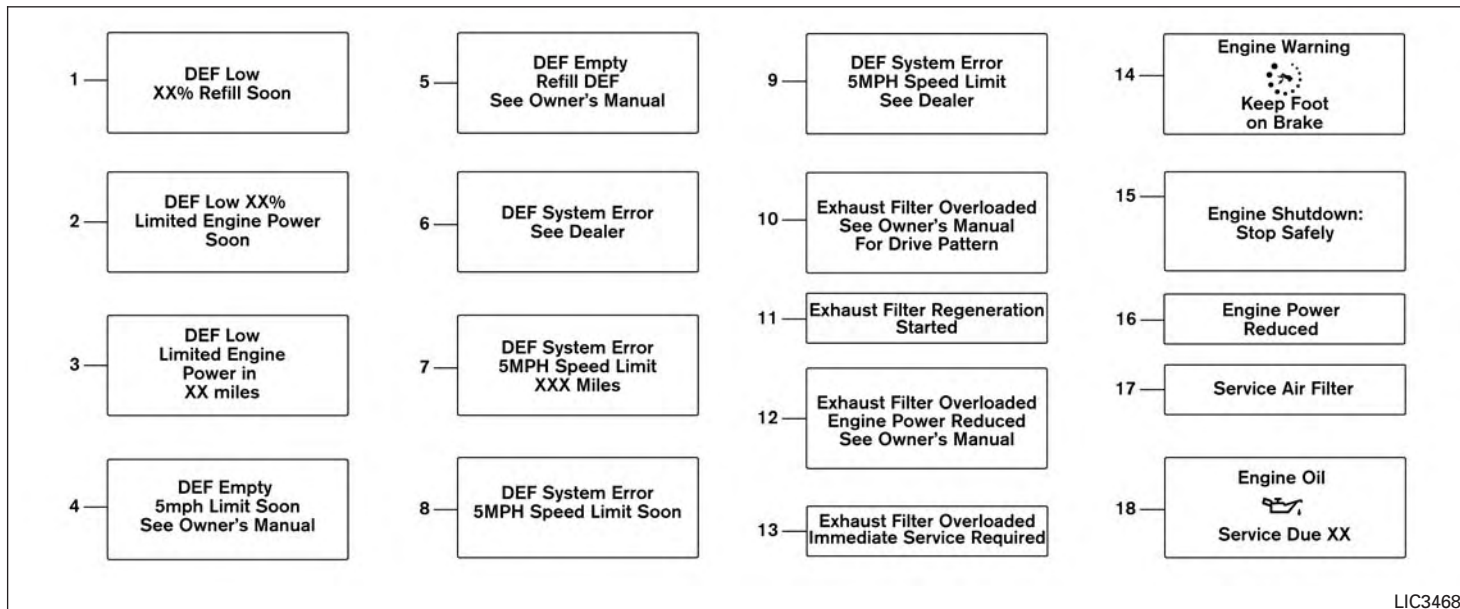 1
DEF Low
XX% Refill Soon
2
DEF Low XX%
Limited Engine Power
Soon
3
DEF Low
Limited Engine
Power in
XX miles
4
DEF Empty
5mph Limit Soon
See Owner's Manual
5
DEF Empty
Refill DEF
See Owner's Manual
6
DEF System Error
See Dealer
7
DEF System Error
5MPH Speed Limit
XXX Miles
8
DEF System Error
5MPH Speed Limit Soon
9
DEF System Error
5MPH Speed Limit
See Dealer
10
Exhaust Filter Overloaded
See Owner's Manual
For Drive Pattern
11
Exhaust Filter Regeneration
Started
12
Exhaust Filter Overloaded
Engine Power Reduced
See Owner's Manual
13
Exhaust Filter Overloaded
Immediate Service Required
14
Engine Warning
Keep Foot
on Brake
15
Engine Shutdown:
Stop Safely
16
Engine Power
Reduced
17
Service Air Filter
18
Engine Oil
Service Due XX
LIC3468